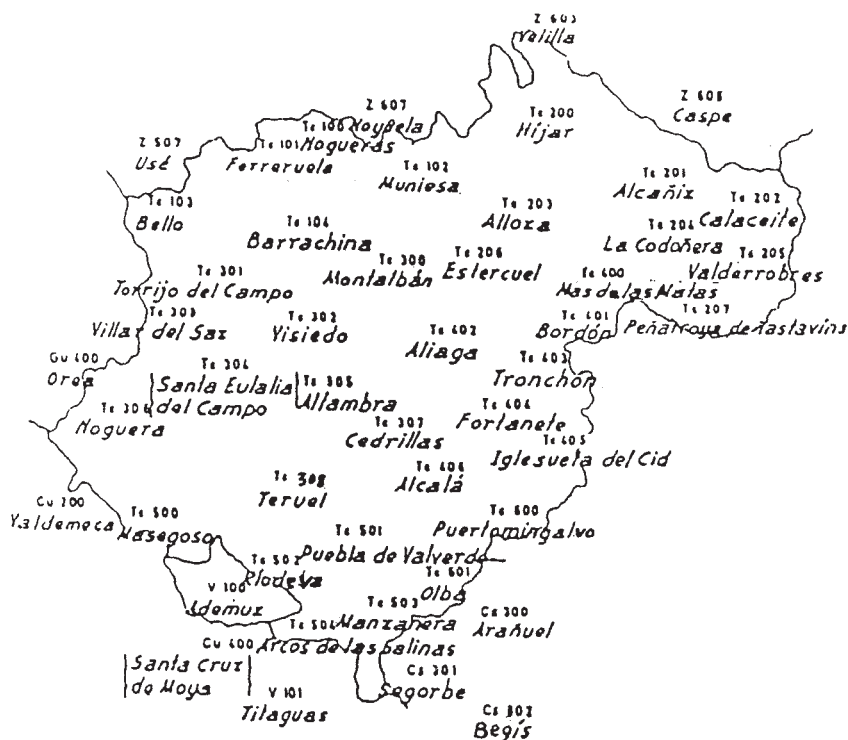 Z 603
Velilla
Z 607
Moyuela
Te 200
Híjar
Z 605
Caspe
Z 507
Used
Te 100
Nogueras
Te 101
Ferreruela
Te 102
Muniesa
Te 201
Alcañiz
Te 202
Calaceite
Te 103
Bello
Te 203
Alloza
Te 104
Barrachina
Te 204
La Codoñera
Te 205
Valderrobres
Te 300
Montalbán
Te 206
Estercuel
Te 301
Torrijo del Campo
Te 400
Mas de las Matas
Te 207
Peñarroya de Tastavíns
Te 303
Villar del Saz
Te 302
Visiedo
Te 402
Aliaga
Te 401
Bordón
Gu 400
Orea
Te 304
Santa Eulalia
del Campo
Te 305
Alfambra
Te 403
Tronchón
Te 306
Noguera
Te 307
Cedrillas
Te 404
Fortanete
Te 405
Iglesuela del Cid
Te 308
Teruel
Te 406
Alcalá
Cu 200
Valdemeca
Te 500
Masegoso
Te 501
Puebla de Valverde
Te 600
Puertomingalvo
Te 502
Riodeva
V 100
Ademuz
Te 601
Olba
Te 503
Manzanera
Cs 300
Arañuel
Te 504
Arcos de las Salinas
Cu 400
Santa Cruz
de Moya
V 101
Titaguas
Cs 301
Segorbe
Cs 302
Begís